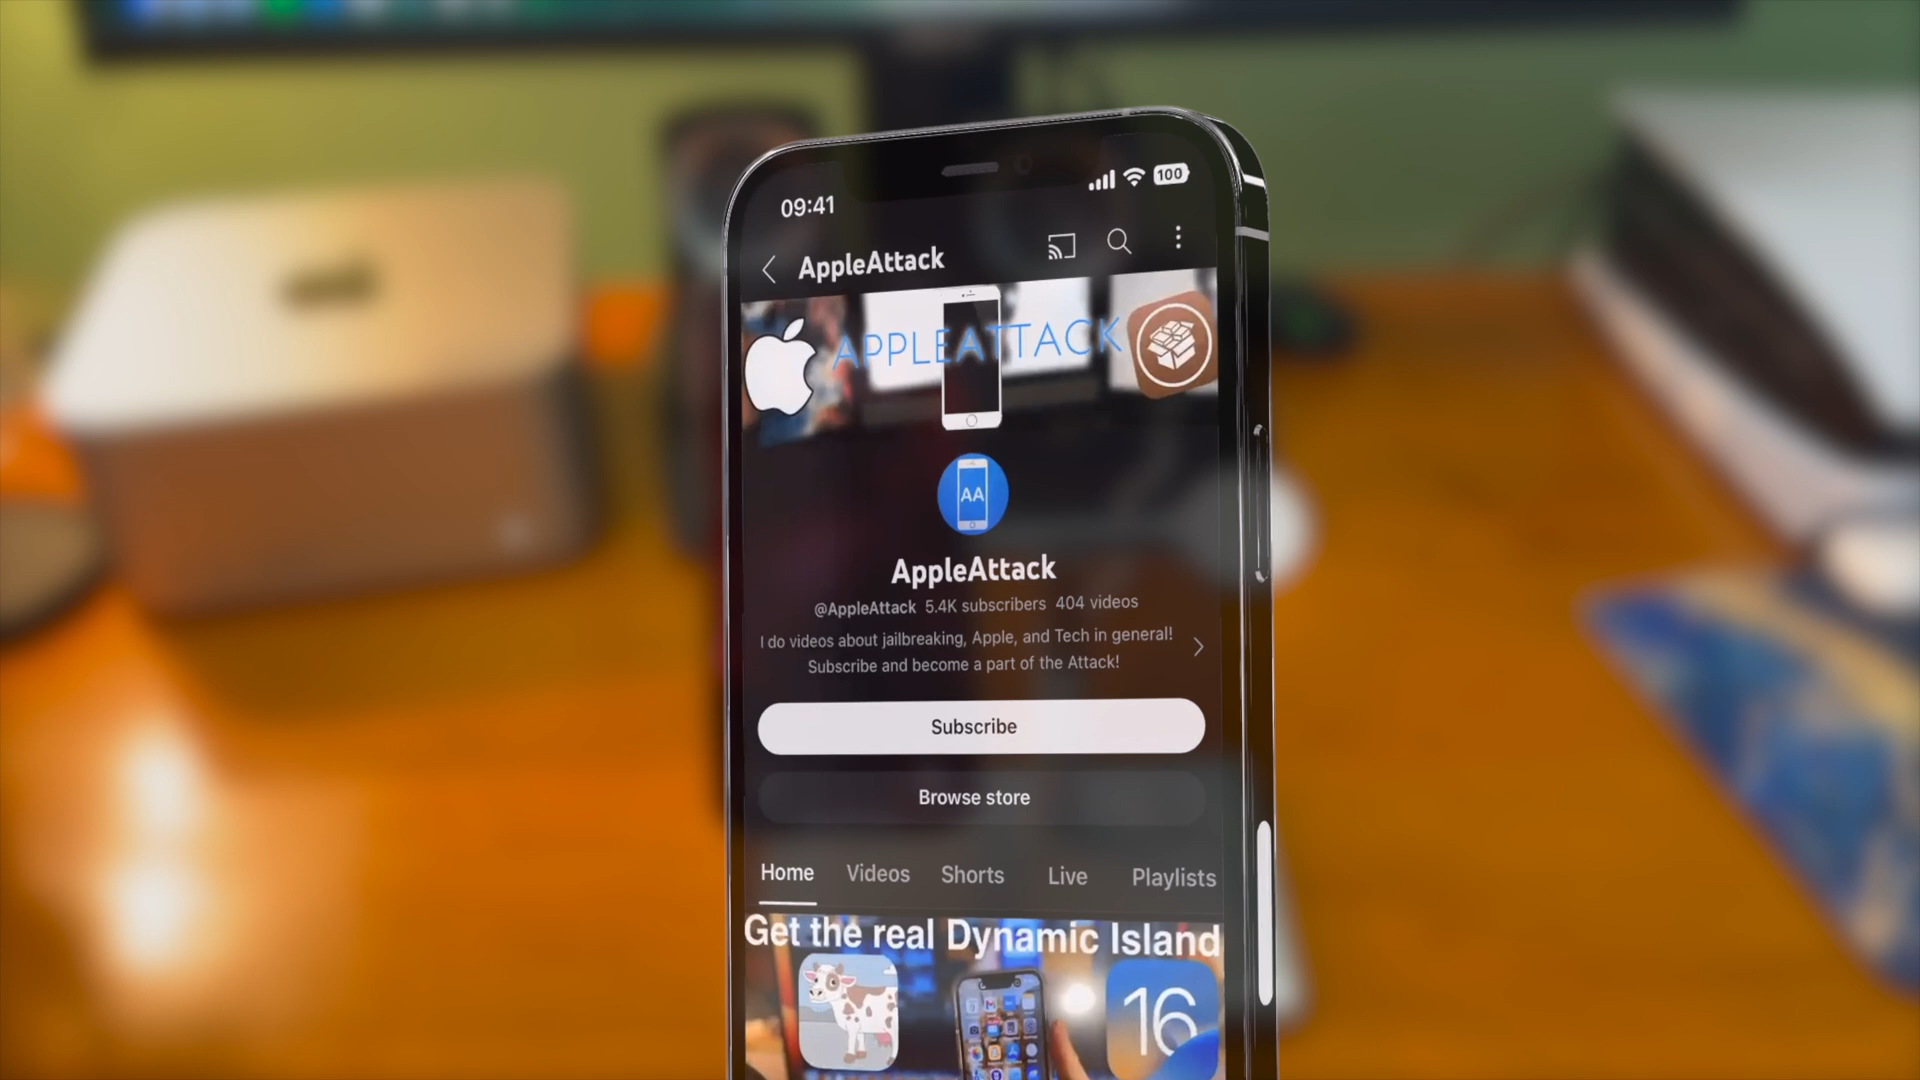 09:41
100
AppleAttack
APPLEATTACK
AA
AppleAttack
@AppleAttack 5.4K subscribers 404 videos
I do videos about jailbreaking, Apple, and Tech in general!
Subscribe and become a part of the Attack!
Subscribe
Browse store
Home Videos Shorts Live Playlists
Get the real Dynamic Island
16